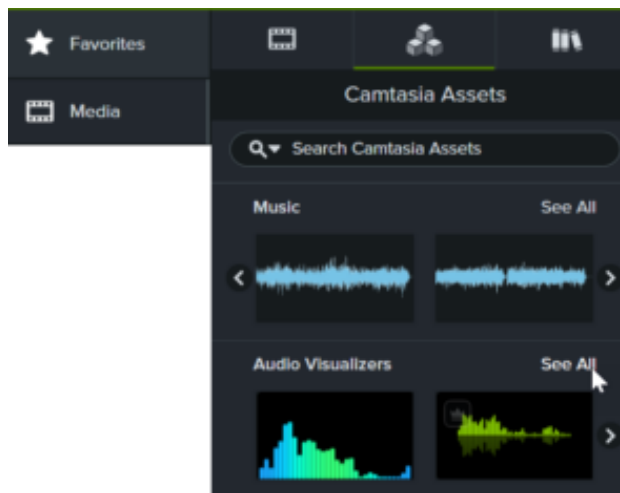 Favorites
Media
Camtasia Assets
Search Camtasia Assets
Music See All
Audio Visualizers See All